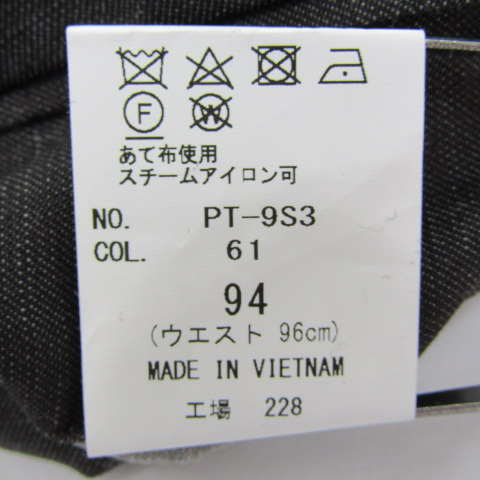 F W
あて布使用
スチームアイロン可
NO. PT-9S3
COL. 61
94
(ウエスト 96cm)
MADE IN VIETNAM
工場 228